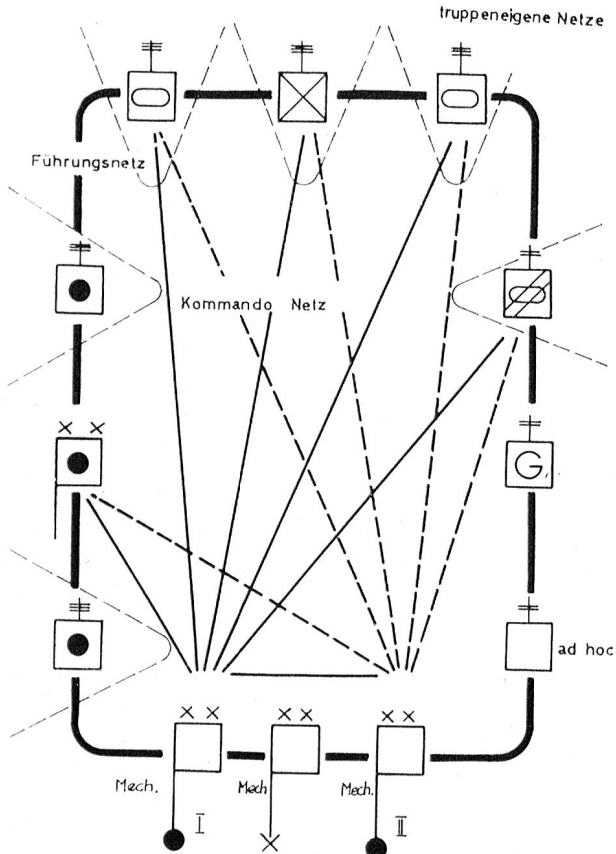 truppeneigene Netze
Führungsnetz
Kommando Netz
G
ad hoc
Mech.
Mech
Mech.
I
II